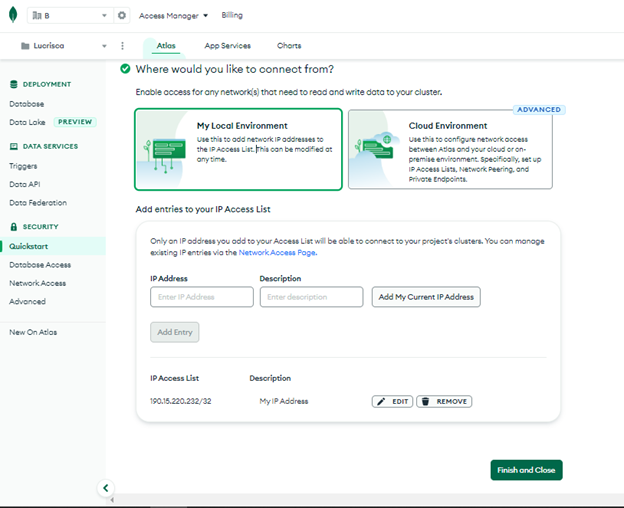 B
Access Manager
Billing
Lucrisca
Atlas
App Services
Charts
DEPLOYMENT
Database
Data Lake PREVIEW
DATA SERVICES
Triggers
Data API
Data Federation
SECURITY
Quickstart
Database Access
Network Access
Advanced
New On Atlas
Where would you like to connect from?
Enable access for any network(s) that need to read and write data to your cluster.
My Local Environment
Use this to add network IP addresses to
the IP Access List. This can be modified at
any time.
ADVANCED
Cloud Environment
Use this to configure network access
between Atlas and your cloud or on-
premise environment. Specifically, set up
IP Access Lists, Network Peering, and
Private Endpoints.
Add entries to your IP Access List
Only an IP address you add to your Access List will be able to connect to your project's clusters. You can manage
existing IP entries via the Network Access Page.
IP Address
Description
Enter IP Address
Enter description
Add My Current IP Address
Add Entry
IP Access List
Description
190.15.220.232/32
My IP Address
EDIT
REMOVE
Finish and Close